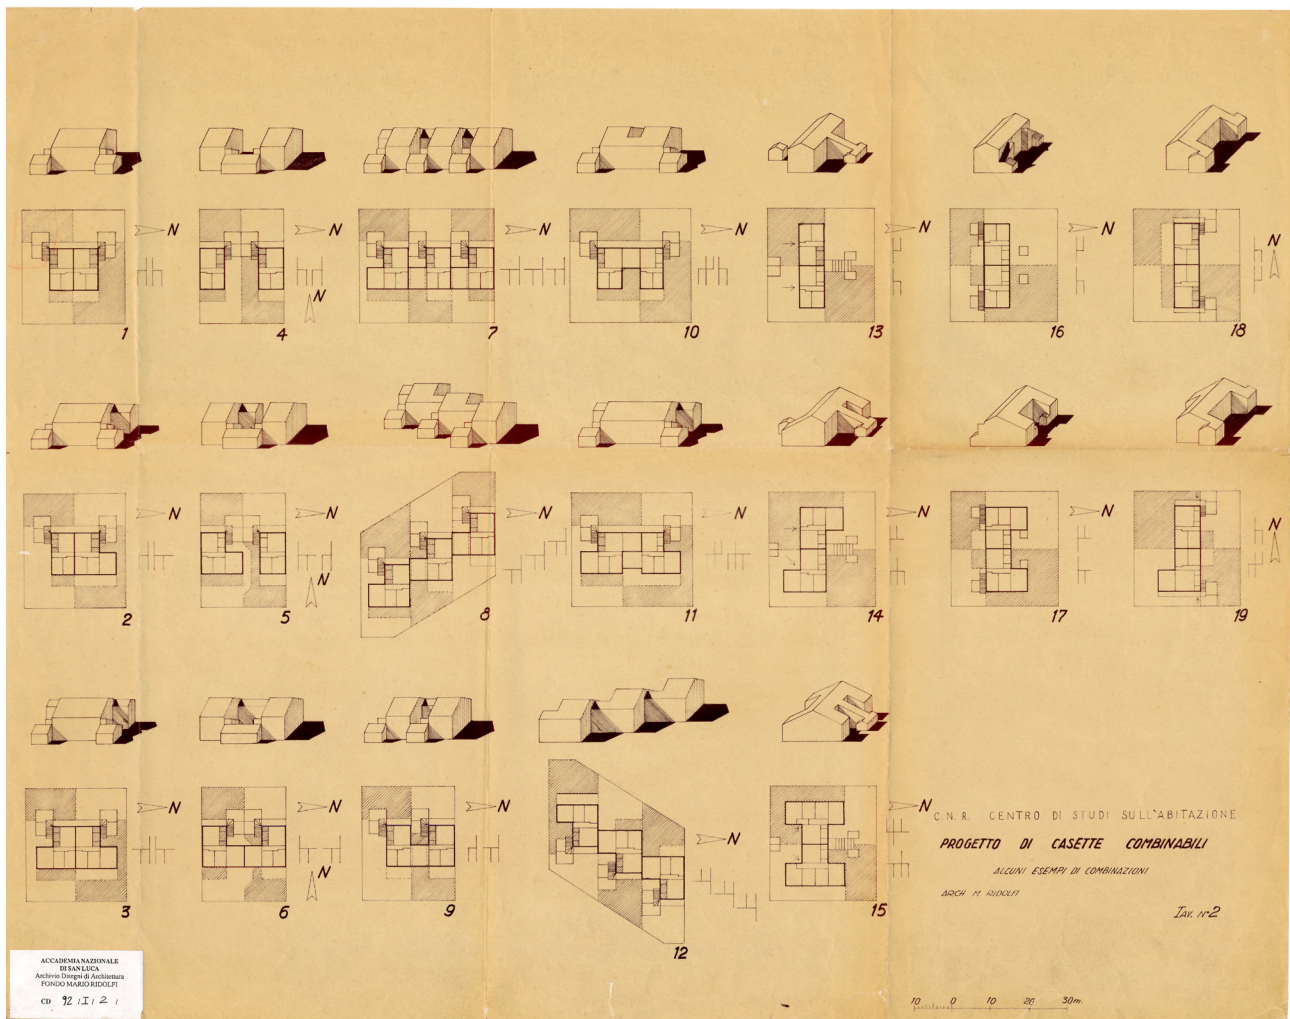 N N N N N N N
N N
1 4 7 10 13 16 18
N N N N N N N
N N
2 5 8 11 14 17 19
N N N N N
N
3 6 9 12 15
C.N.R. CENTRO DI STUDI SULL'ABITAZIONE
PROGETTO DI CASETTE COMBINABILI
ALCUNI ESEMPI DI COMBINAZIONI
ARCH M. RIDOLFI
TAV. N°2
10 0 10 20 30m.
ACCADEMIA NAZIONALE
DI SAN LUCA
Archivio Disegni di Architettura
FONDO MARIO RIDOLFI
CD 92 / I / 2 /